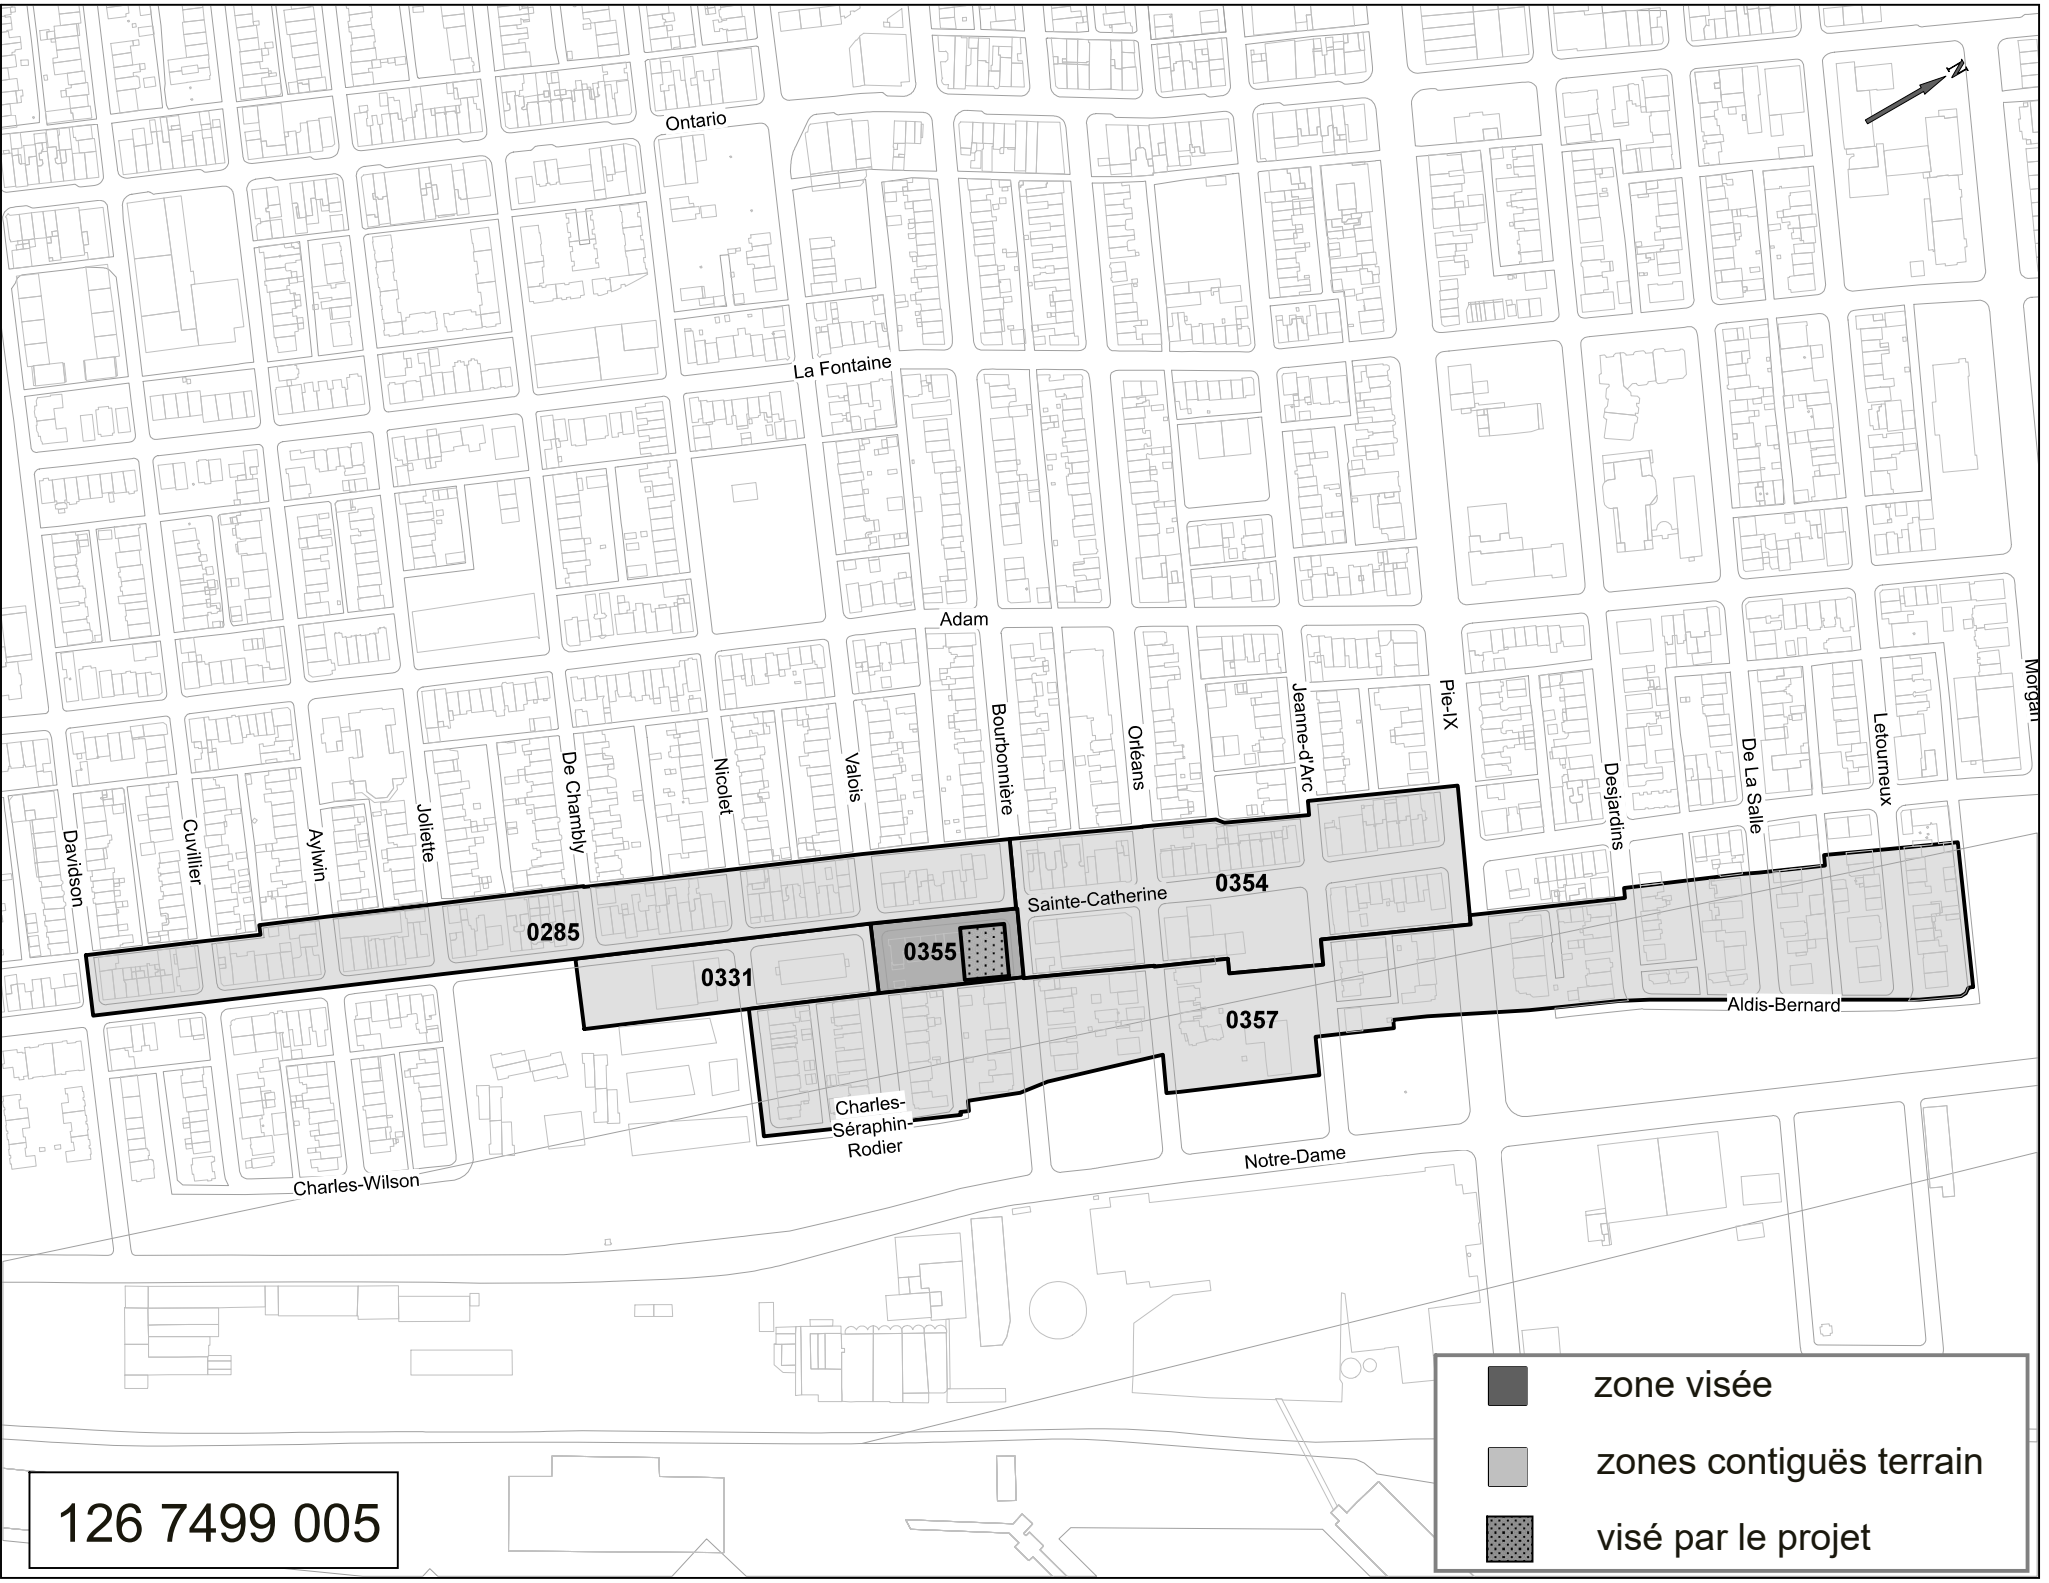 N
Ontario
La Fontaine
Adam
Morgan
Pie-IX
Jeanne-d'Arc
Bourbonnière
Orléans
Letourneux
De La Salle
Desjardins
Valois
Nicolet
De Chambly
Joliette
Aylwin
Cuvillier
Davidson
0354
Sainte-Catherine
0285
0355
0331
0357
Aldis-Bernard
Charles-
Séraphin-
Rodier
Notre-Dame
Charles-Wilson
zone visée
zones contiguës terrain
visé par le projet
126 7499 005